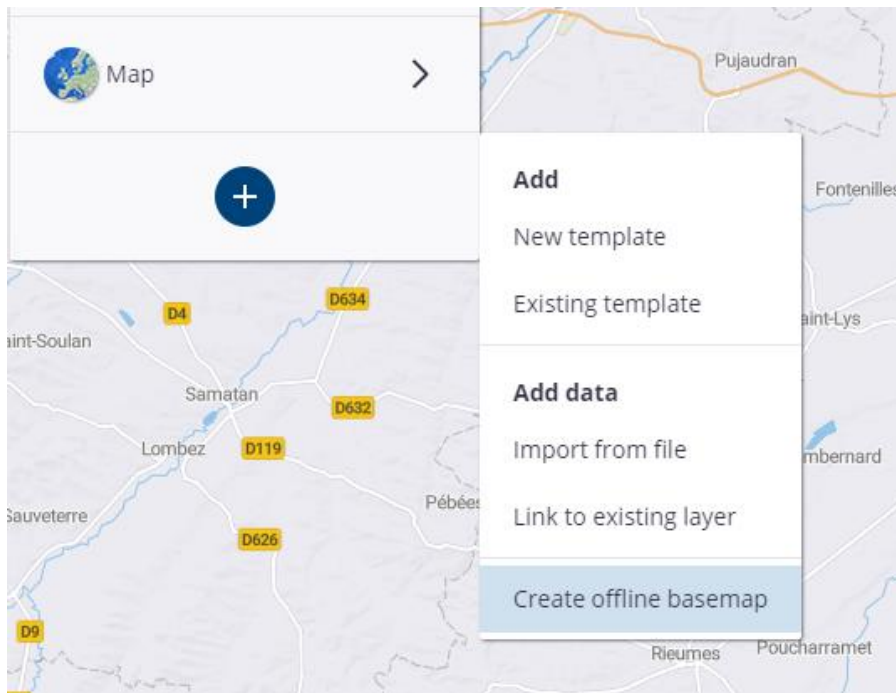 Map
Pujaudran
Add
New template
Fontenilles
Existing template
D634
D4
aint-Lys
aint-Soulan
Add data
Samatan
D632
Lombez
D119
Import from file
mbernard
Pébées
Sauveterre
Link to existing layer
D626
Create offline basemap
D9
Rieumes
Poucharramet